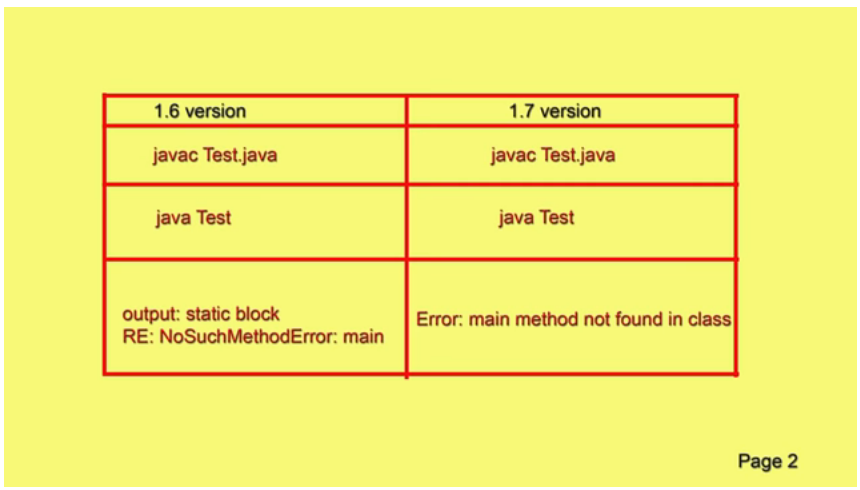 1.6 version
1.7 version
javac Test.java
javac Test.java
java Test
java Test
output: static block
RE: NoSuchMethodError: main
Error: main method not found in class
Page 2